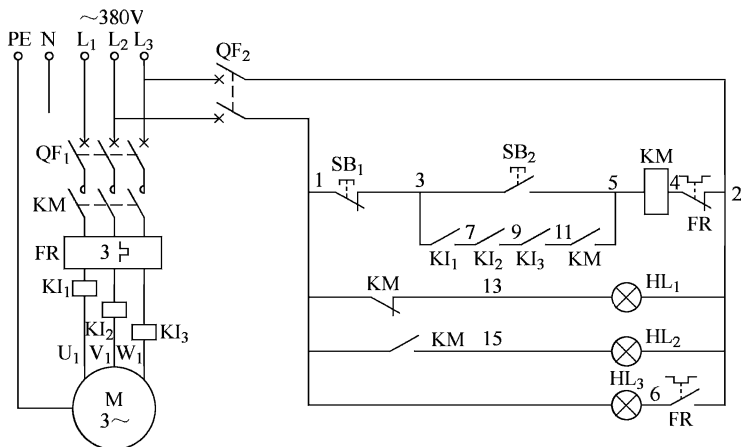 ~380V
PE N L1 L2 L3
QF2
QF1
SB1
SB2
KM
1
3
5
4
2
FR
KM
7
9
11
KI1
KI2
KI3
KM
FR
3
KI1
KI2
KI3
KM
13
HL1
U1
V1
W1
KM
15
HL2
M
3~
HL3
6
FR